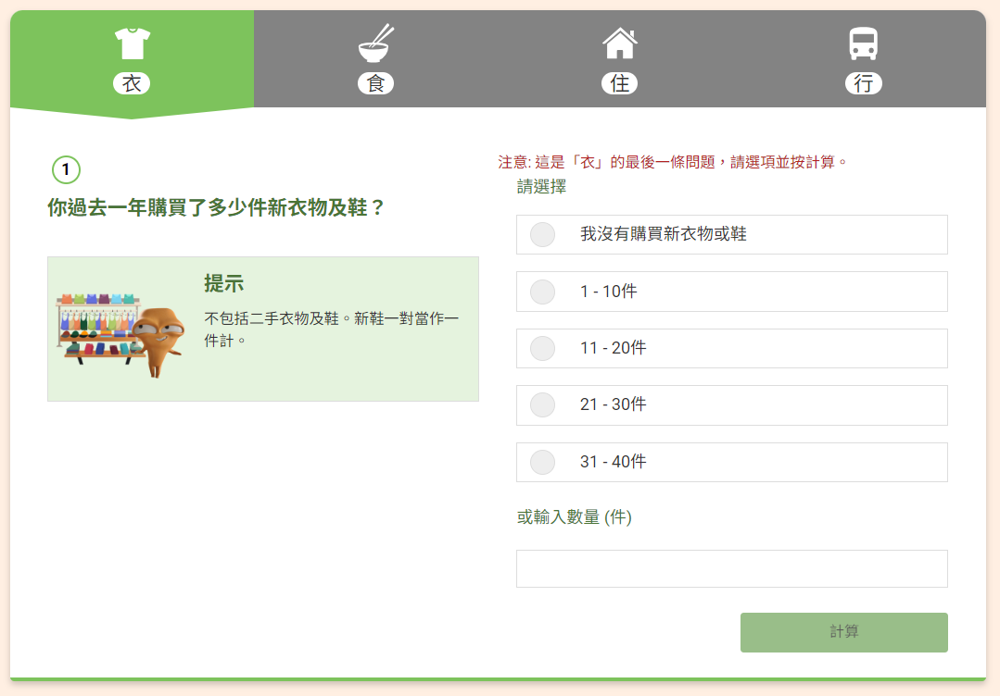 衣
食
住
行
1
你過去一年購買了多少件新衣物及鞋？
提示
不包括二手衣物及鞋。新鞋一對當作一
件計。
注意: 這是「衣」的最後一條問題，請選項並按計算。
請選擇
我沒有購買新衣物或鞋
1 - 10件
11 - 20件
21 - 30件
31 - 40件
或輸入數量 (件)
計算